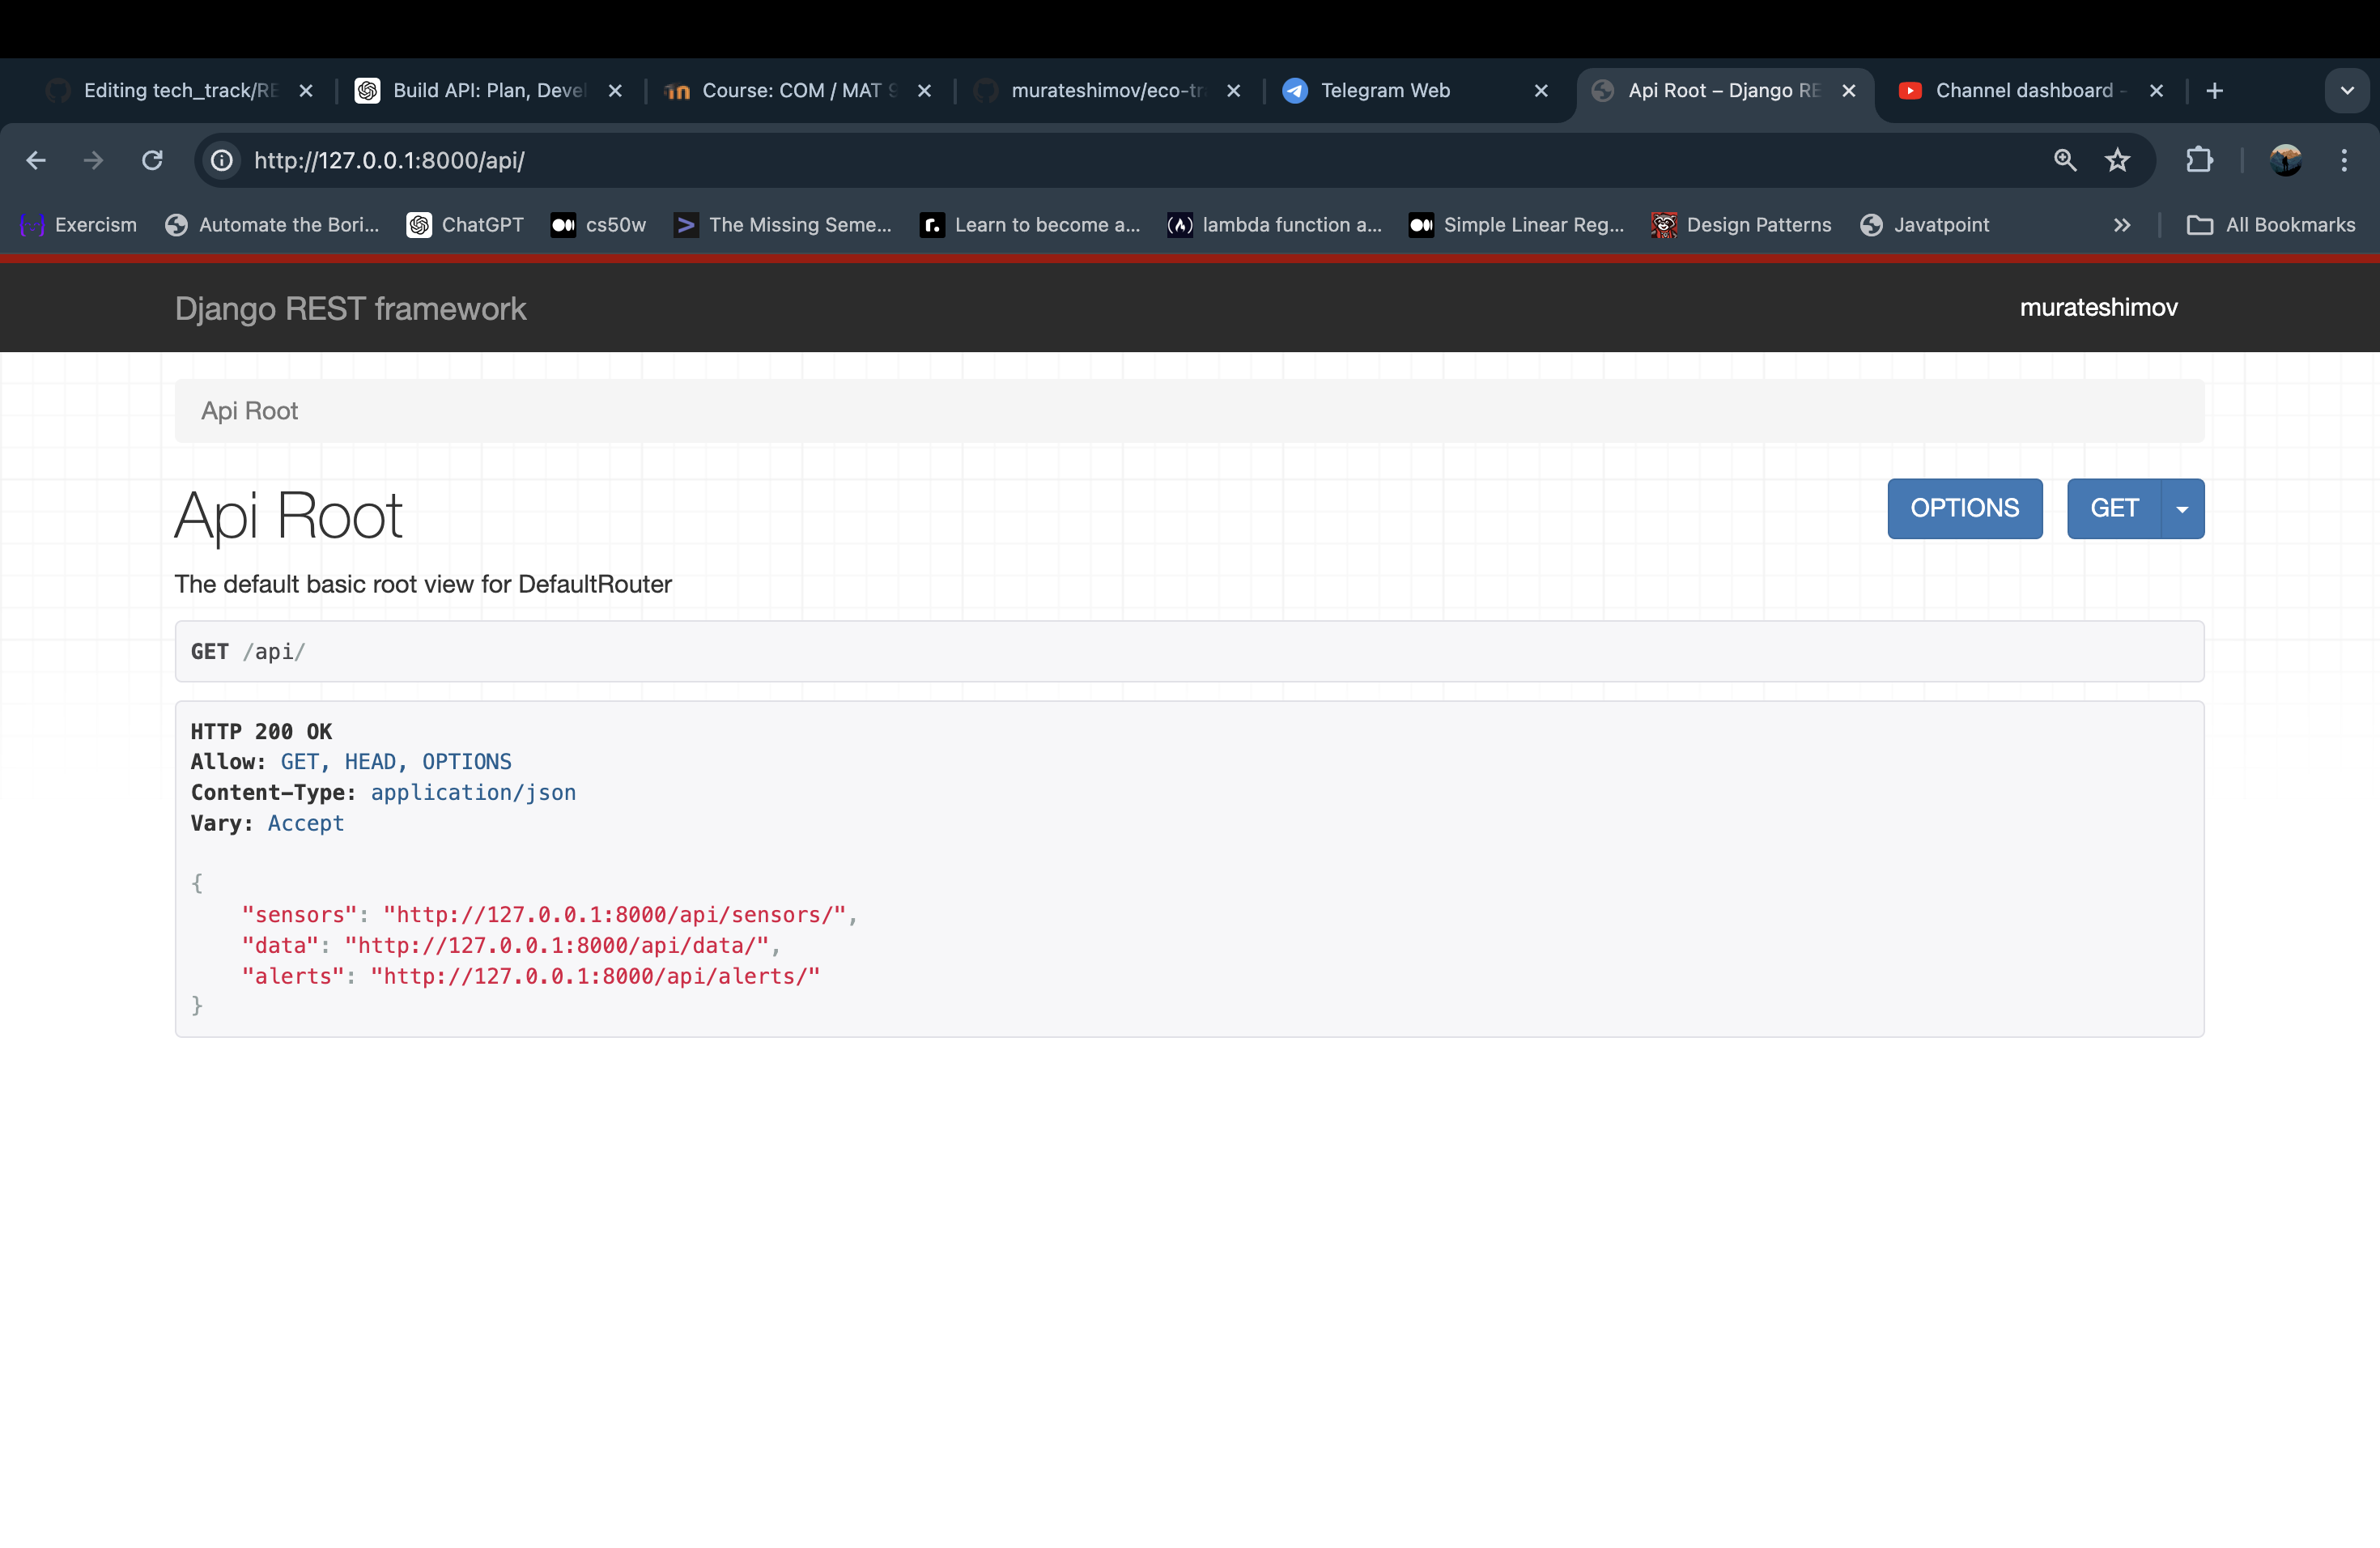 Editing tech_track/RE
Build API: Plan, Devel
Course: COM / MAT 9
murateshimov/eco-tr
Telegram Web
Api Root – Django RE
Channel dashboard -
http://127.0.0.1:8000/api/
Exercism
Automate the Bori...
ChatGPT
cs50w
The Missing Seme...
Learn to become a...
lambda function a...
Simple Linear Reg...
Design Patterns
Javatpoint
All Bookmarks
Django REST framework
murateshimov
Api Root
Api Root
OPTIONS
GET
The default basic root view for DefaultRouter
GET /api/
HTTP 200 OK
Allow: GET, HEAD, OPTIONS
Content-Type: application/json
Vary: Accept
{
"sensors": "http://127.0.0.1:8000/api/sensors/",
"data": "http://127.0.0.1:8000/api/data/",
"alerts": "http://127.0.0.1:8000/api/alerts/"
}